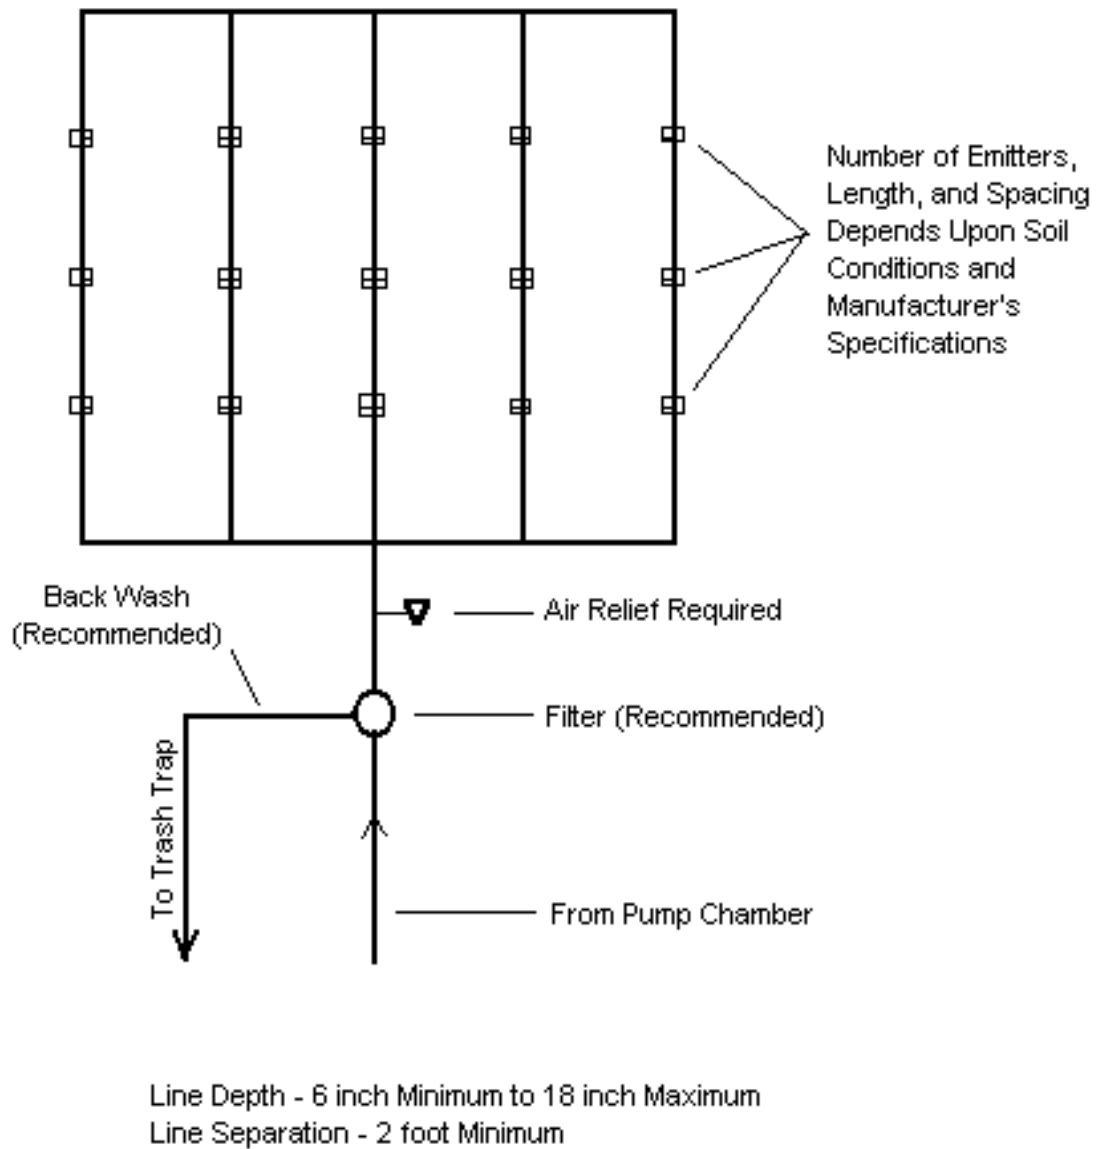 Number of Emitters,
Length, and Spacing
Depends Upon Soil
Conditions and
Manufacturer's
Specifications
Back Wash
(Recommended)
Air Relief Required
Filter (Recommended)
To Trash Trap
From Pump Chamber
Line Depth - 6 inch Minimum to 18 inch Maximum
Line Separation - 2 foot Minimum